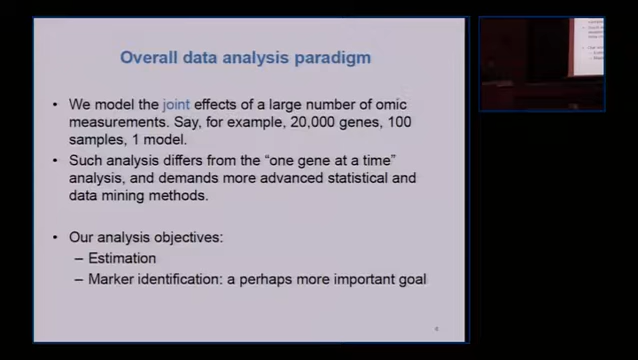 Overall data analysis paradigm
• We model the joint effects of a large number of omic
measurements. Say, for example, 20,000 genes, 100
samples, 1 model.
• Such analysis differs from the "one gene at a time"
analysis, and demands more advanced statistical and
data mining methods.
• Our analysis objectives:
– Estimation
– Marker identification: a perhaps more important goal
6